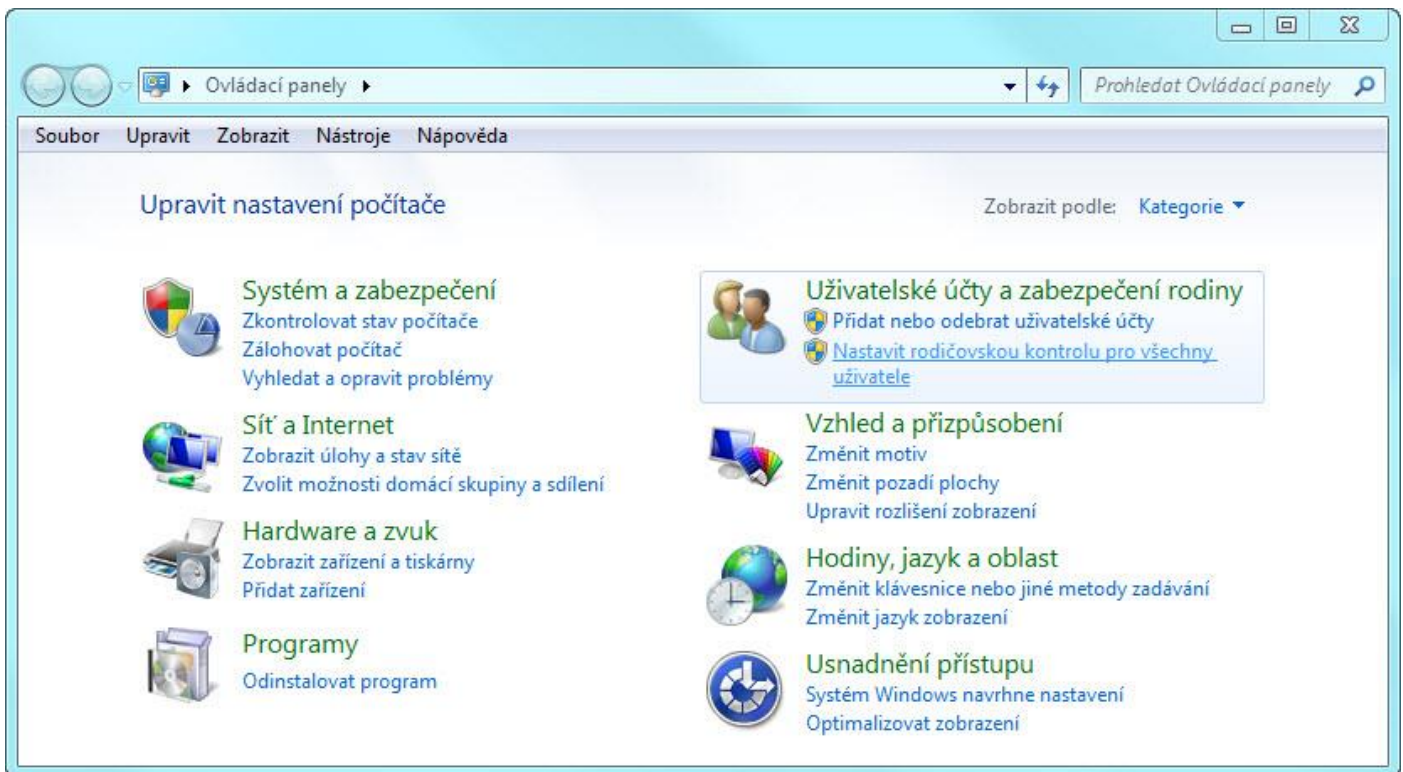 Ovládací panely
Prohledat Ovládací panely
Soubor Upravit Zobrazit Nástroje Nápověda
Upravit nastavení počítače
Zobrazit podle: Kategorie
Systém a zabezpečení
Zkontrolovat stav počítače
Zálohovat počítač
Vyhledat a opravit problémy
Síť a Internet
Zobrazit úlohy a stav sítě
Zvolit možnosti domácí skupiny a sdílení
Hardware a zvuk
Zobrazit zařízení a tiskárny
Přidat zařízení
Programy
Odinstalovat program
Uživatelské účty a zabezpečení rodiny
Přidat nebo odebrat uživatelské účty
Nastavit rodičovskou kontrolu pro všechny
uživatele
Vzhled a přizpůsobení
Změnit motiv
Změnit pozadí plochy
Upravit rozlišení zobrazení
Hodiny, jazyk a oblast
Změnit klávesnice nebo jiné metody zadávání
Změnit jazyk zobrazení
Usnadnění přístupu
Systém Windows navrhne nastavení
Optimalizovat zobrazení